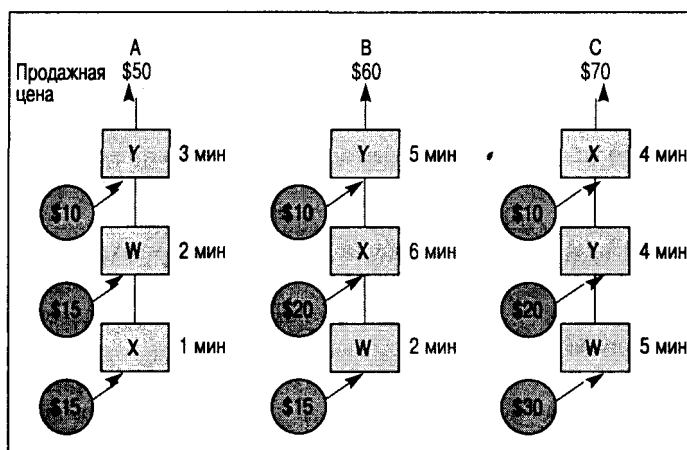 A B C
Продажная $50 $60 $70
цена
Y 3 мин Y 5 мин X 4 мин
$10 $10 $10
W 2 мин X 6 мин Y 4 мин
$15 $20 $20
X 1 мин W 2 мин W 5 мин
$15 $15 $30